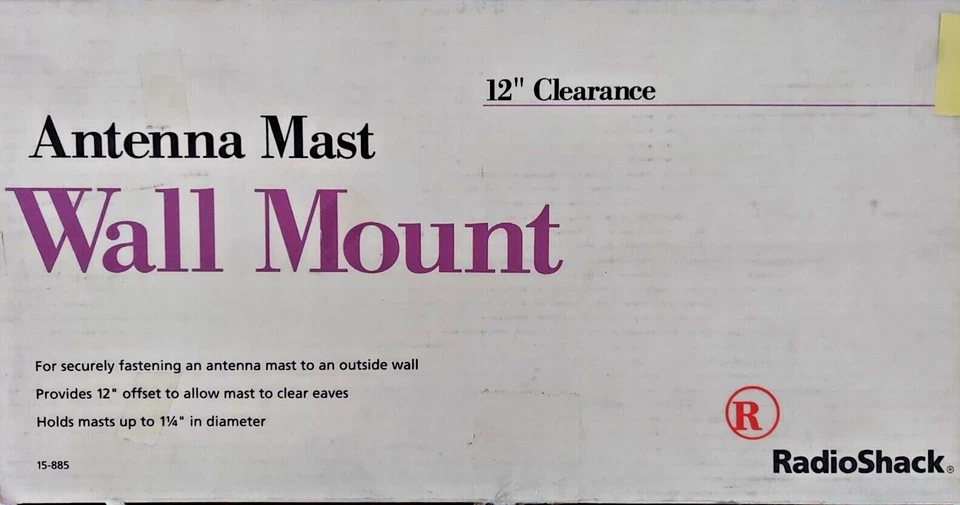 12" Clearance
Antenna Mast
Wall Mount
For securely fastening an antenna mast to an outside wall
Provides 12" offset to allow mast to clear eaves
Holds masts up to 1¼" in diameter
15-885
R
RadioShack®